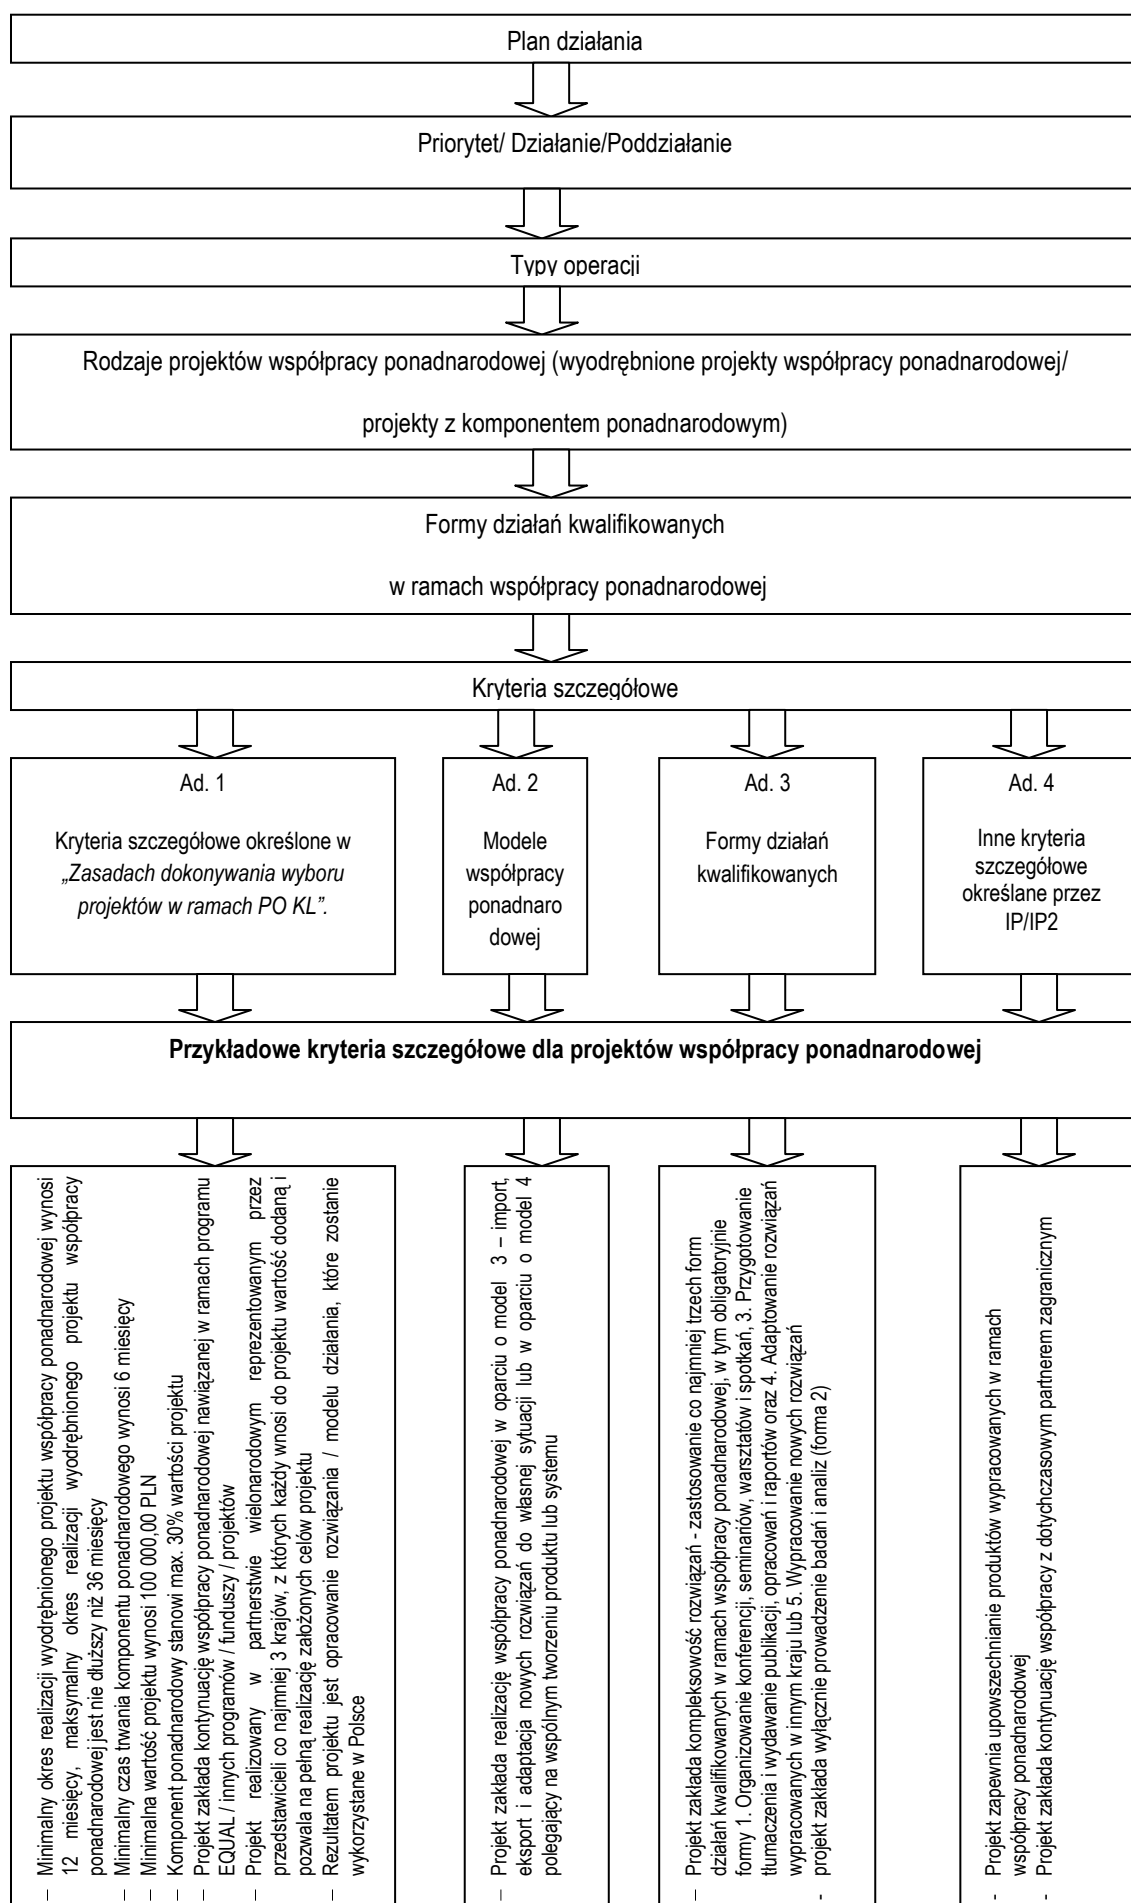 Plan działania
Priorytet/ Działanie/Poddziałanie
Typy operacji
Rodzaje projektów współpracy ponadnarodowej (wyodrębnione projekty współpracy ponadnarodowej/
projekty z komponentem ponadnarodowym)
Formy działań kwalifikowanych
w ramach współpracy ponadnarodowej
Kryteria szczegółowe
Ad. 1
Kryteria szczegółowe określone w
„Zasadach dokonywania wyboru
projektów w ramach PO KL”.
Ad. 2
Modele
współpracy
ponadnaro
dowej
Ad. 3
Formy działań
kwalifikowanych
Ad. 4
Inne kryteria
szczegółowe
określane przez
IP/IP2
Przykładowe kryteria szczegółowe dla projektów współpracy ponadnarodowej
– Minimalny okres realizacji wyodrębnionego projektu współpracy ponadnarodowej wynosi
12 miesięcy, maksymalny okres realizacji wyodrębnionego projektu współpracy
ponadnarodowej jest nie dłuższy niż 36 miesięcy
– Minimalny czas trwania komponentu ponadnarodowego wynosi 6 miesięcy
– Minimalna wartość projektu wynosi 100 000,00 PLN
– Komponent ponadnarodowy stanowi max. 30% wartości projektu
– Projekt zakłada kontynuację współpracy ponadnarodowej nawiązanej w ramach programu
EQUAL / innych programów / funduszy / projektów
– Projekt realizowany w partnerstwie wielonarodowym reprezentowanym przez
przedstawicieli co najmniej 3 krajów, z których każdy wnosi do projektu wartość dodaną i
pozwala na pełną realizację założonych celów projektu
– Rezultatem projektu jest opracowanie rozwiązania / modelu działania, które zostanie
wykorzystane w Polsce
– Projekt zakłada realizację współpracy ponadnarodowej w oparciu o model 3 – import,
eksport i adaptacja nowych rozwiązań do własnej sytuacji lub w oparciu o model 4
polegający na wspólnym tworzeniu produktu lub systemu
– Projekt zakłada kompleksowość rozwiązań - zastosowanie co najmniej trzech form
działań kwalifikowanych w ramach współpracy ponadnarodowej, w tym obligatoryjnie
formy 1. Organizowanie konferencji, seminariów, warsztatów i spotkań, 3. Przygotowanie
tłumaczenia i wydawanie publikacji, opracowań i raportów oraz 4. Adaptowanie rozwiązań
wypracowanych w innym kraju lub 5. Wypracowanie nowych rozwiązań
- projekt zakłada wyłącznie prowadzenie badań i analiz (forma 2)
- Projekt zapewnia upowszechnianie produktów wypracowanych w ramach
współpracy ponadnarodowej
- Projekt zakłada kontynuację współpracy z dotychczasowym partnerem zagranicznym